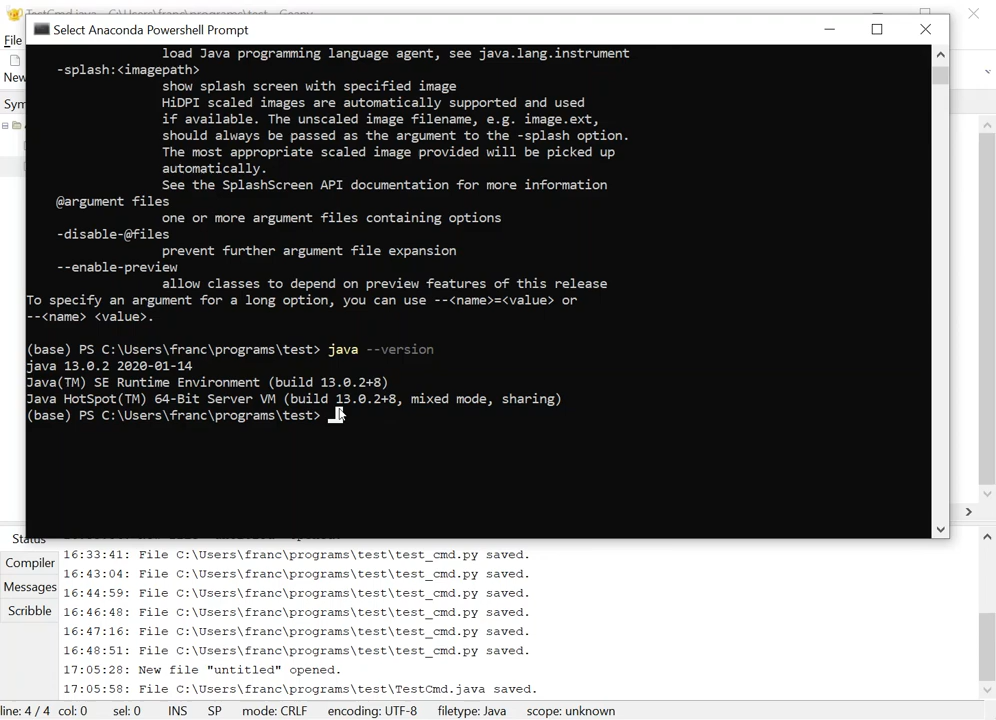 TestCmd.java - C:\Users\franc\programs\test - Geany
Select Anaconda Powershell Prompt
File
New
Sym
load Java programming language agent, see java.lang.instrument
-splash:<imagepath>
show splash screen with specified image
HiDPI scaled images are automatically supported and used
if available. The unscaled image filename, e.g. image.ext,
should always be passed as the argument to the -splash option.
The most appropriate scaled image provided will be picked up
automatically.
See the SplashScreen API documentation for more information
@argument files
one or more argument files containing options
-disable-@files
prevent further argument file expansion
--enable-preview
allow classes to depend on preview features of this release
To specify an argument for a long option, you can use --<name>=<value> or
--<name> <value>.
(base) PS C:\Users\franc\programs\test> java --version
java 13.0.2 2020-01-14
Java(TM) SE Runtime Environment (build 13.0.2+8)
Java HotSpot(TM) 64-Bit Server VM (build 13.0.2+8, mixed mode, sharing)
(base) PS C:\Users\franc\programs\test>
Status
Compiler
Messages
Scribble
16:33:41: File C:\Users\franc\programs\test\test_cmd.py saved.
16:43:04: File C:\Users\franc\programs\test\test_cmd.py saved.
16:44:59: File C:\Users\franc\programs\test\test_cmd.py saved.
16:46:48: File C:\Users\franc\programs\test\test_cmd.py saved.
16:47:16: File C:\Users\franc\programs\test\test_cmd.py saved.
16:48:51: File C:\Users\franc\programs\test\test_cmd.py saved.
17:05:28: New file "untitled" opened.
17:05:58: File C:\Users\franc\programs\test\TestCmd.java saved.
line: 4 / 4 col: 0 sel: 0 INS SP mode: CRLF encoding: UTF-8 filetype: Java scope: unknown